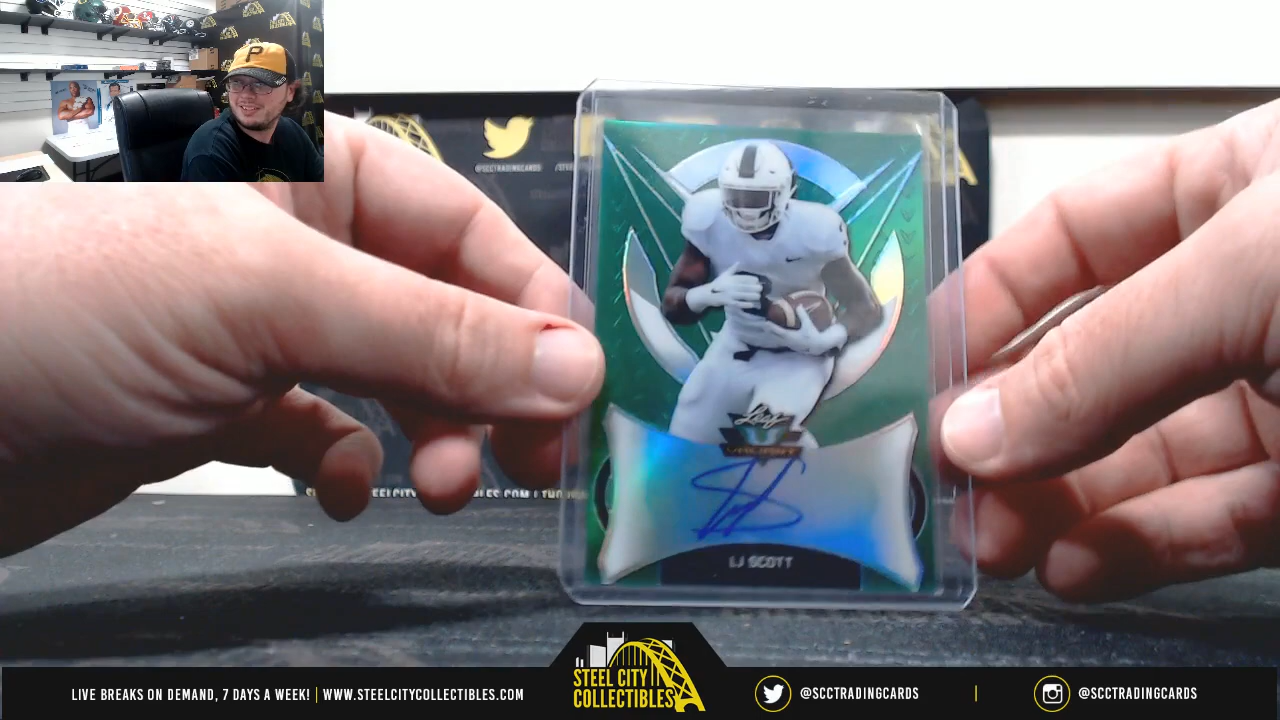 P
@SCCTRADINGCARDS
Leaf
VALIANT
LJ SCOTT
LIVE BREAKS ON DEMAND, 7 DAYS A WEEK! | WWW.STEELCITYCOLLECTIBLES.COM
STEEL CITY
COLLECTIBLES
@SCCTRADINGCARDS
|
@SCCTRADINGCARDS